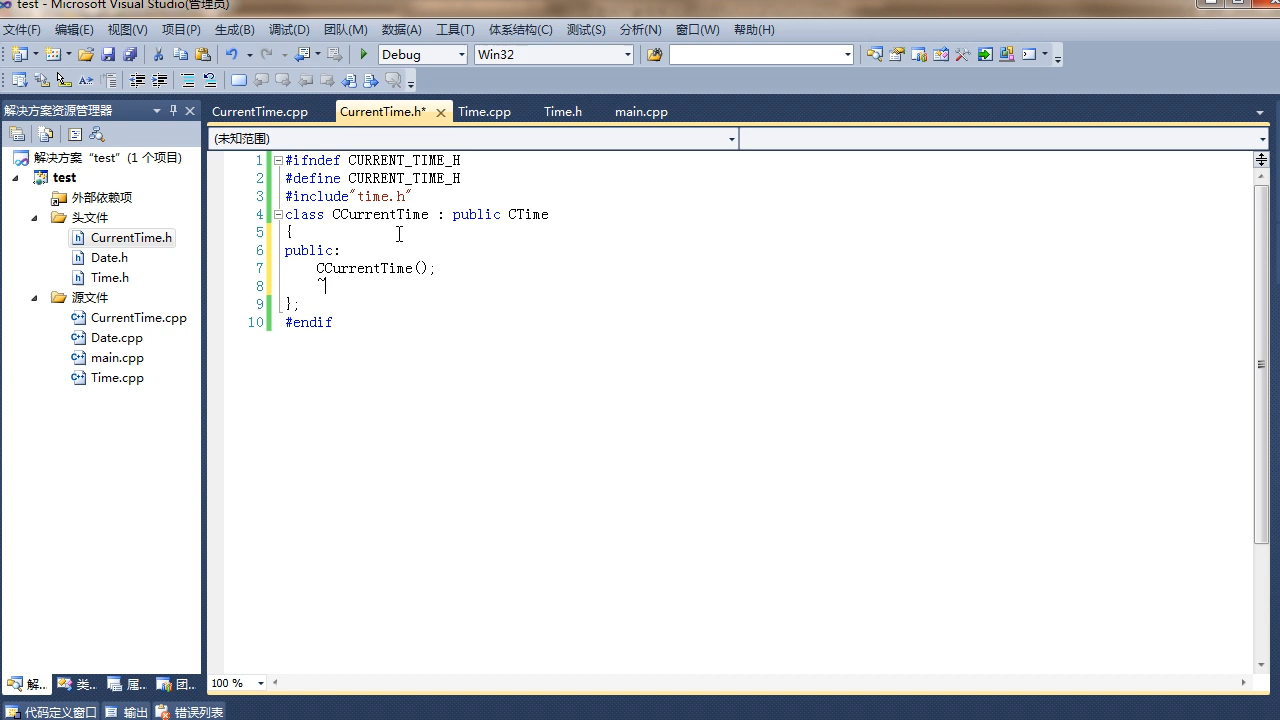 test - Microsoft Visual Studio(管理员)
文件(F) 编辑(E) 视图(V) 项目(P) 生成(B) 调试(D) 团队(M) 数据(A) 工具(T) 体系结构(C) 测试(S) 分析(N) 窗口(W) 帮助(H)
Debug Win32
解决方案资源管理器
CurrentTime.cpp CurrentTime.h* Time.cpp Time.h main.cpp
(未知范围)
解决方案 "test" (1 个项目)
test
外部依赖项
头文件
CurrentTime.h
Date.h
Time.h
源文件
CurrentTime.cpp
Date.cpp
main.cpp
Time.cpp
1 #ifndef CURRENT_TIME_H
2 #define CURRENT_TIME_H
3 #include"time.h"
4 class CCurrentTime : public CTime
5 {
6 public:
7 CCurrentTime();
8 ~
9 };
10 #endif
100 %
解... 类... 属... 团...
代码定义窗口 输出 错误列表